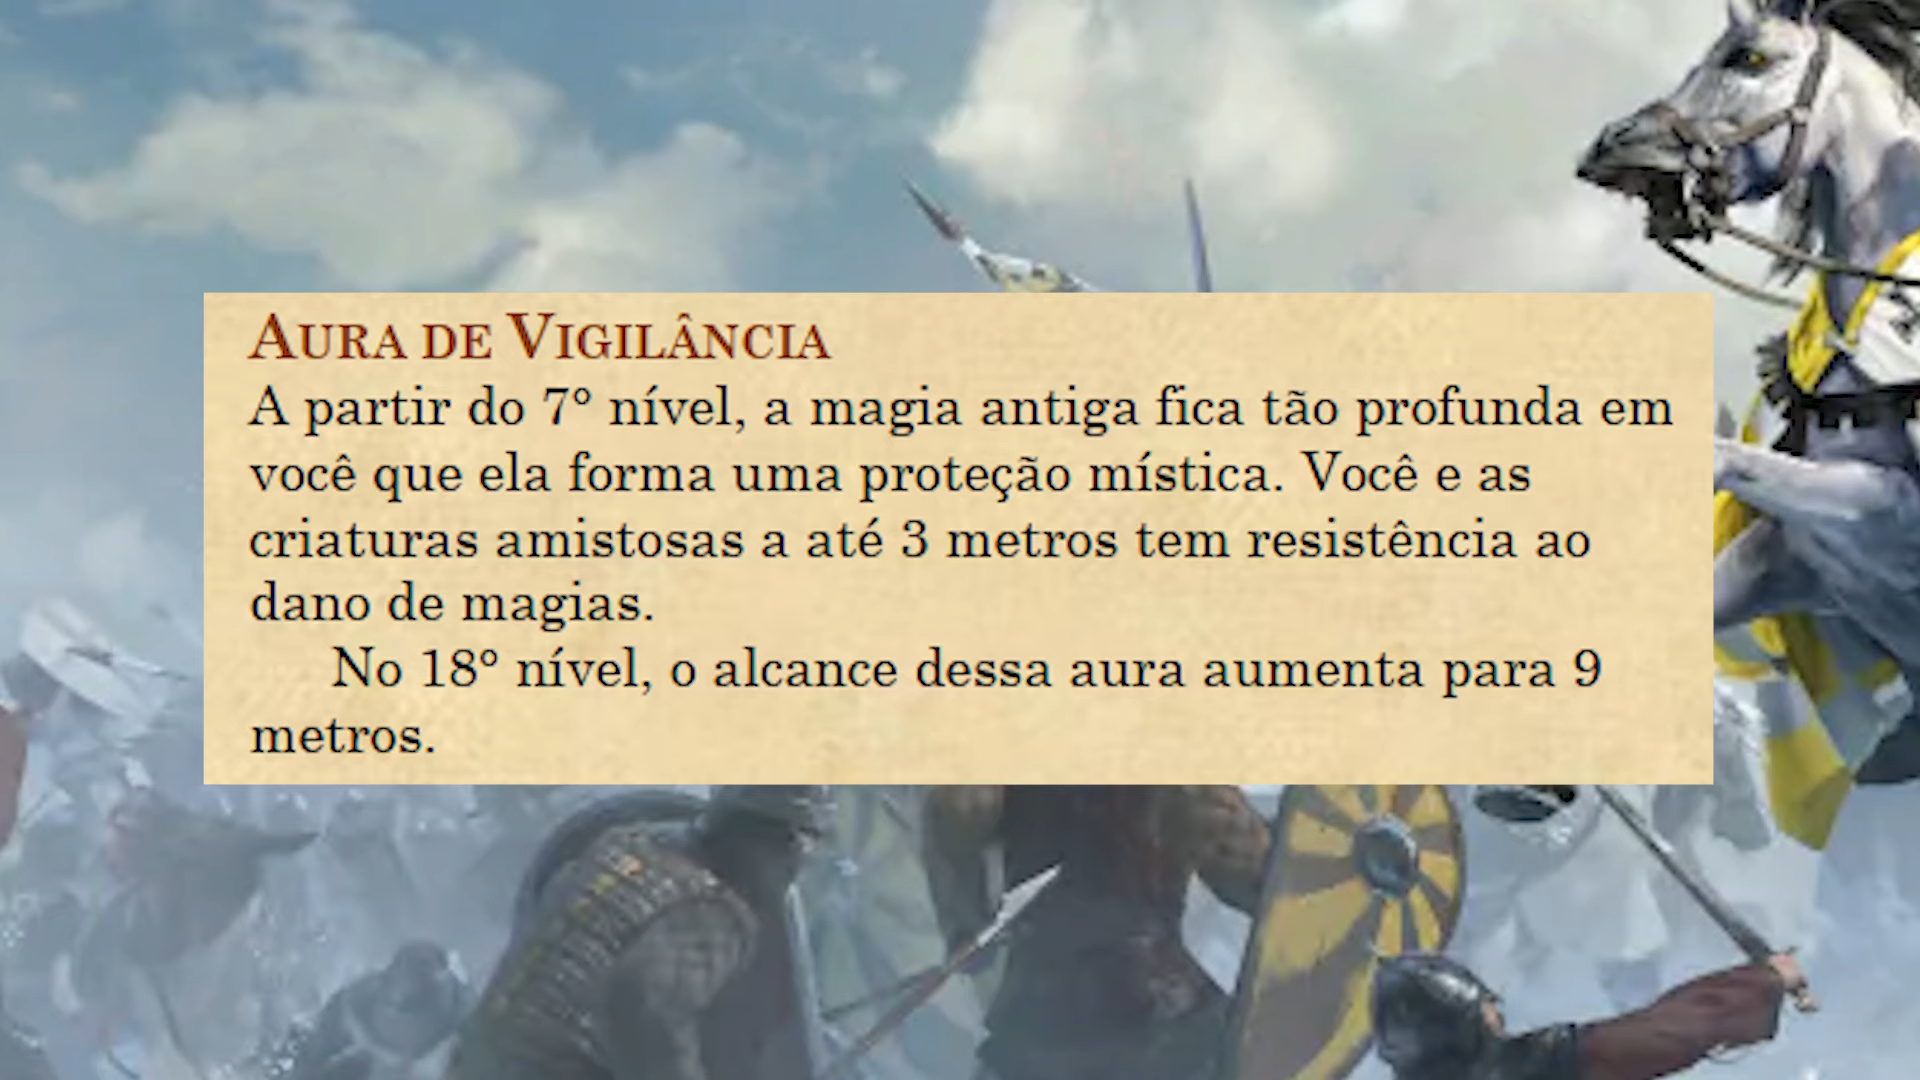 AURA DE VIGILÂNCIA
A partir do 7° nível, a magia antiga fica tão profunda em
você que ela forma uma proteção mística. Você e as
criaturas amistosas a até 3 metros tem resistência ao
dano de magias.
No 18° nível, o alcance dessa aura aumenta para 9
metros.